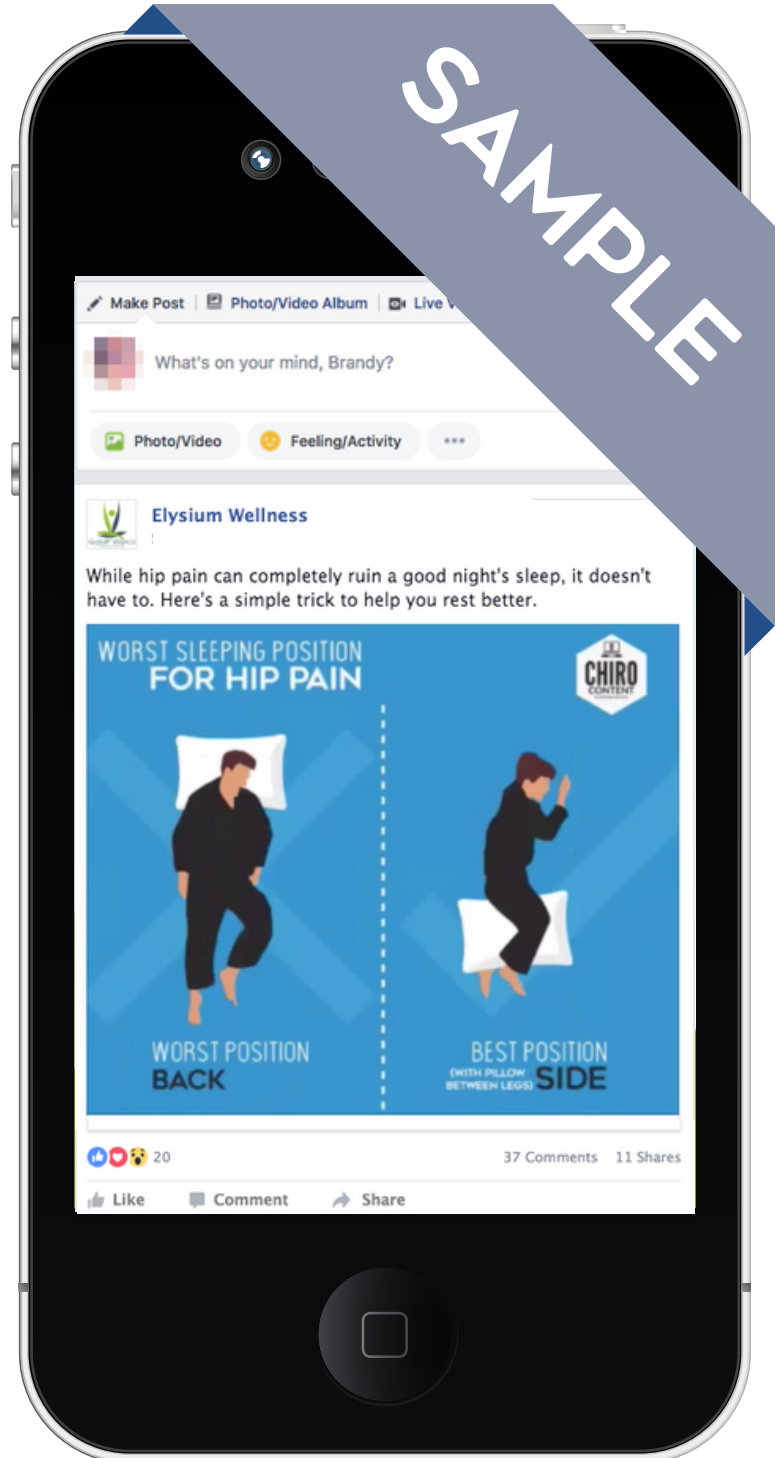 SAMPLE
Make Post | Photo/Video Album | Live
What's on your mind, Brandy?
Photo/Video Feeling/Activity
Elysium Wellness
While hip pain can completely ruin a good night's sleep, it doesn't
have to. Here's a simple trick to help you rest better.
WORST SLEEPING POSITION
FOR HIP PAIN
CHIRO
CONTENT
WORST POSITION
BACK
BEST POSITION
(WITH PILLOW
BETWEEN LEGS) SIDE
20 37 Comments 11 Shares
Like Comment Share